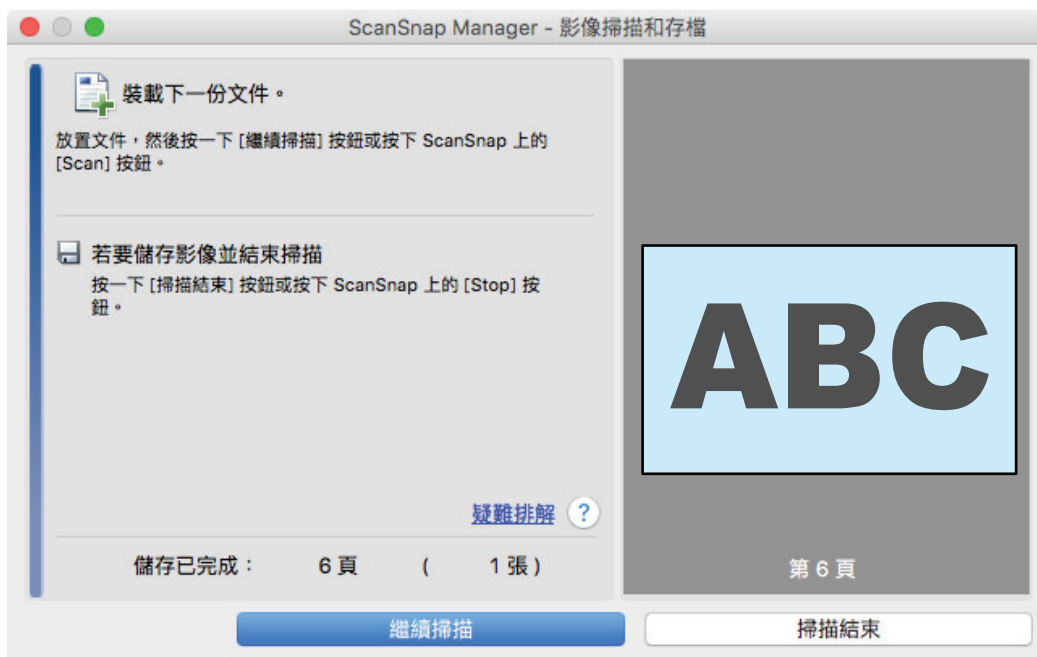 ScanSnap Manager - 影像掃描和存檔
裝載下一份文件。
放置文件，然後按一下 [繼續掃描] 按鈕或按下 ScanSnap 上的
[Scan] 按鈕。
若要儲存影像並結束掃描
按一下 [掃描結束] 按鈕或按下 ScanSnap 上的 [Stop] 按
鈕。
疑難排解 ?
儲存已完成： 6 頁 ( 1 張 )
ABC
第 6 頁
繼續掃描
掃描結束